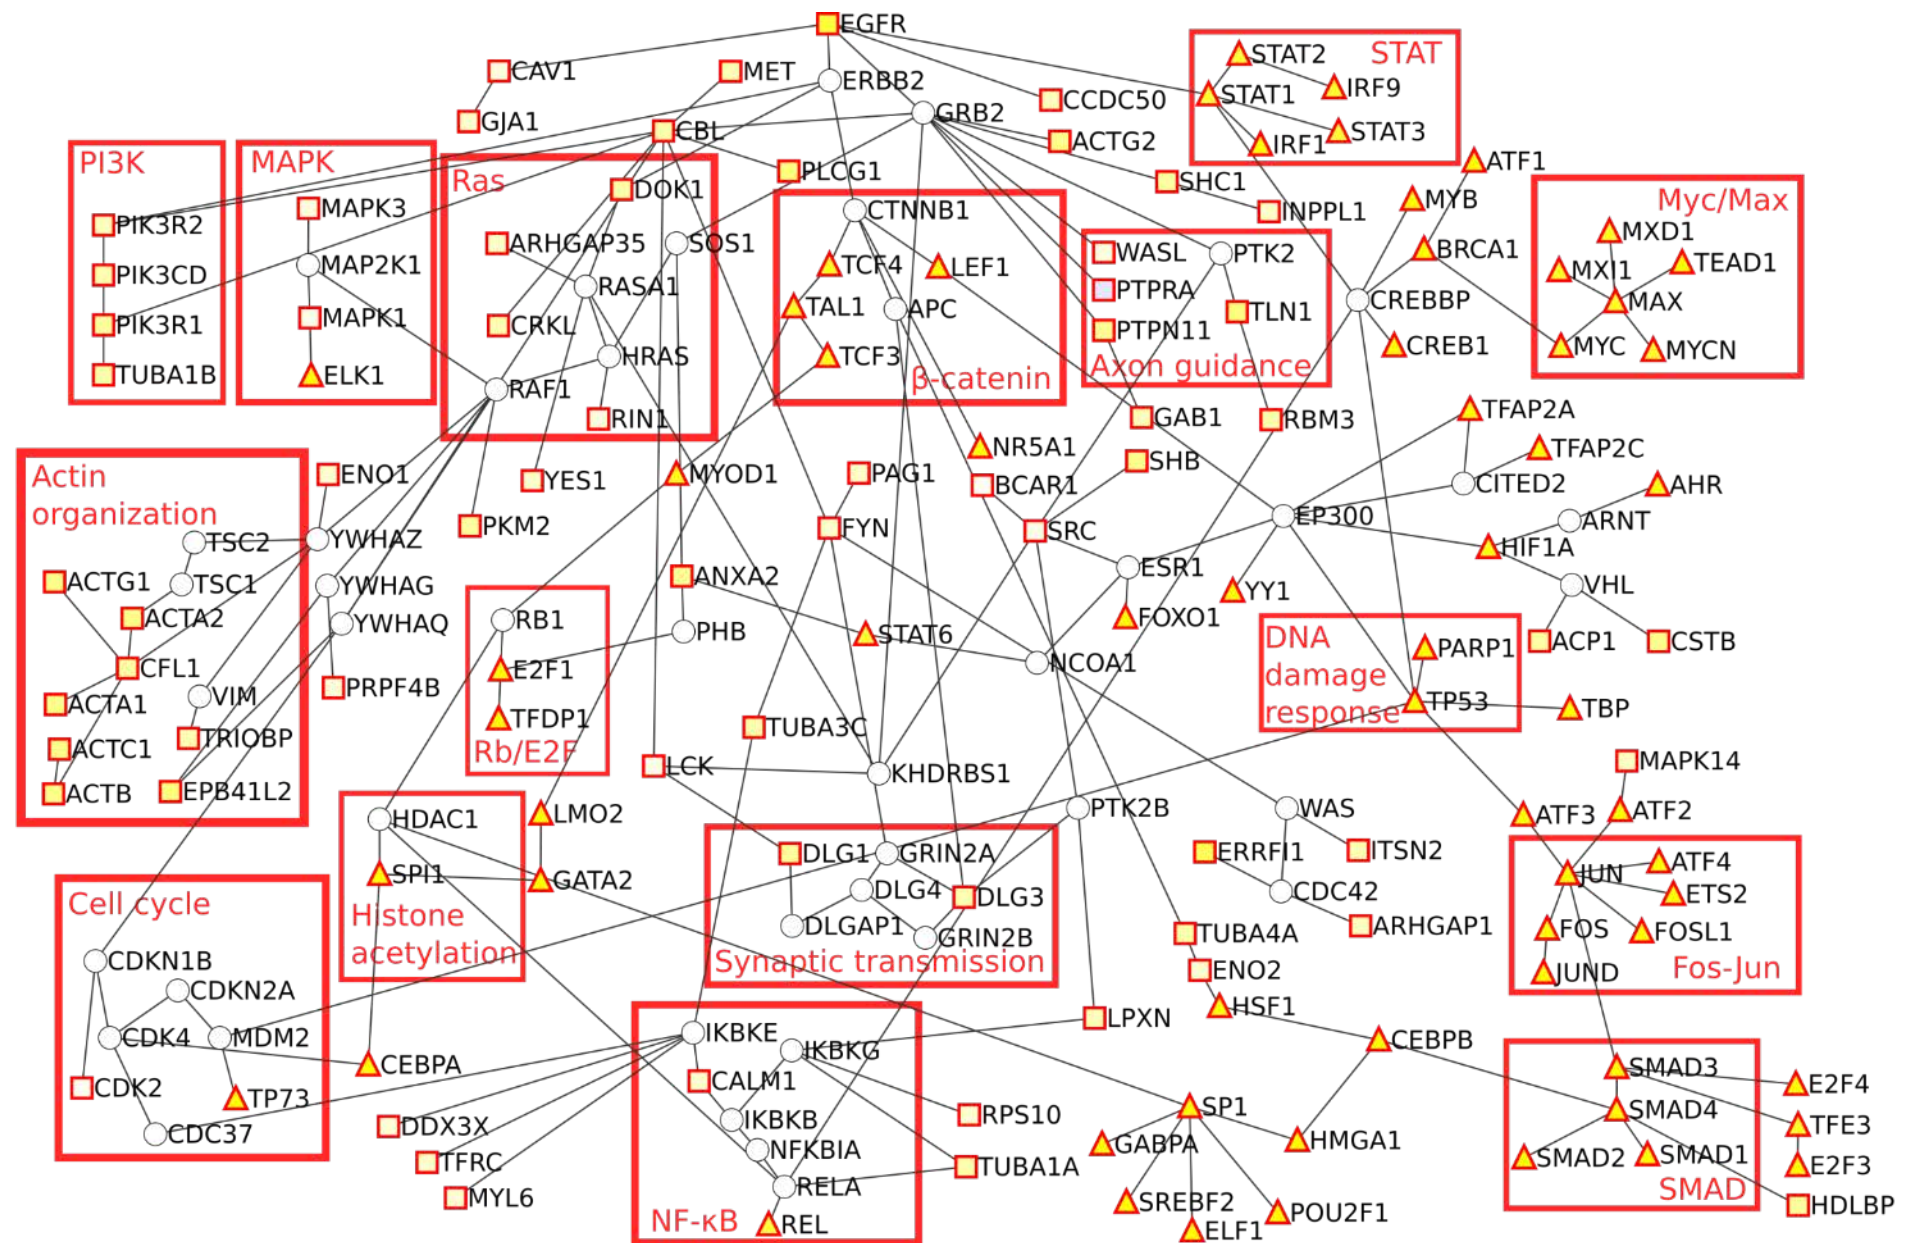 EGFR
CAV1
MET
ERBB2
CCDC50
GJA1
CBL
GRB2
ACTG2
STAT
STAT2
IRF9
STAT1
STAT3
IRF1
ATF1
PI3K
PIK3R2
PIK3CD
PIK3R1
TUBA1B
MAPK
MAPK3
MAP2K1
MAPK1
ELK1
Ras
DOK1
ARHGAP35
SOS1
RASA1
CRKL
HRAS
RAF1
RIN1
PLCG1
CTNNB1
TCF4
LEF1
TAL1
APC
TCF3
β-catenin
SHC1
INPPL1
WASL
PTK2
PTPRA
TLN1
PTPN11
Axon guidance
MYB
BRCA1
CREBBP
CREB1
Myc/Max
MXD1
MXI1
TEAD1
MAX
MYC
MYCN
GAB1
RBM3
TFAP2A
TFAP2C
CITED2
AHR
ARNT
EP300
HIF1A
VHL
ACP1
CSTB
YY1
ESR1
FOXO1
NR5A1
SHB
BCAR1
SRC
PAG1
FYN
MYOD1
YES1
PKM2
ENO1
YWHAZ
YWHAG
YWHAQ
PRPF4B
Actin
organization
TSC2
ACTG1
TSC1
ACTA2
CFL1
VIM
ACTA1
TRIOBP
ACTC1
ACTB
EPB41L2
RB1
E2F1
TFDP1
Rb/E2F
ANXA2
PHB
STAT6
NCOA1
TUBA3C
LCK
KHDRBS1
DNA
damage
response
PARP1
TP53
TBP
MAPK14
ATF3
ATF2
PTK2B
WAS
ERRFI1
ITSN2
CDC42
ARHGAP1
JUN
ATF4
ETS2
FOS
FOSL1
JUND
Fos-Jun
HDAC1
SPI1
Histone
acetylation
LMO2
GATA2
DLG1
GRIN2A
DLG4
DLG3
DLGAP1
GRIN2B
Synaptic transmission
TUBA4A
ENO2
HSF1
LPXN
CEBPB
Cell cycle
CDKN1B
CDKN2A
CDK4
MDM2
CDK2
TP73
CDC37
CEBPA
DDX3X
TFRC
MYL6
IKBKE
IKBKG
CALM1
IKBKB
NFKBIA
RELA
NF-κB
REL
RPS10
TUBA1A
SP1
GABPA
HMGA1
SREBF2
ELF1
POU2F1
SMAD3
SMAD4
SMAD2
SMAD1
SMAD
E2F4
TFE3
E2F3
HDLBP